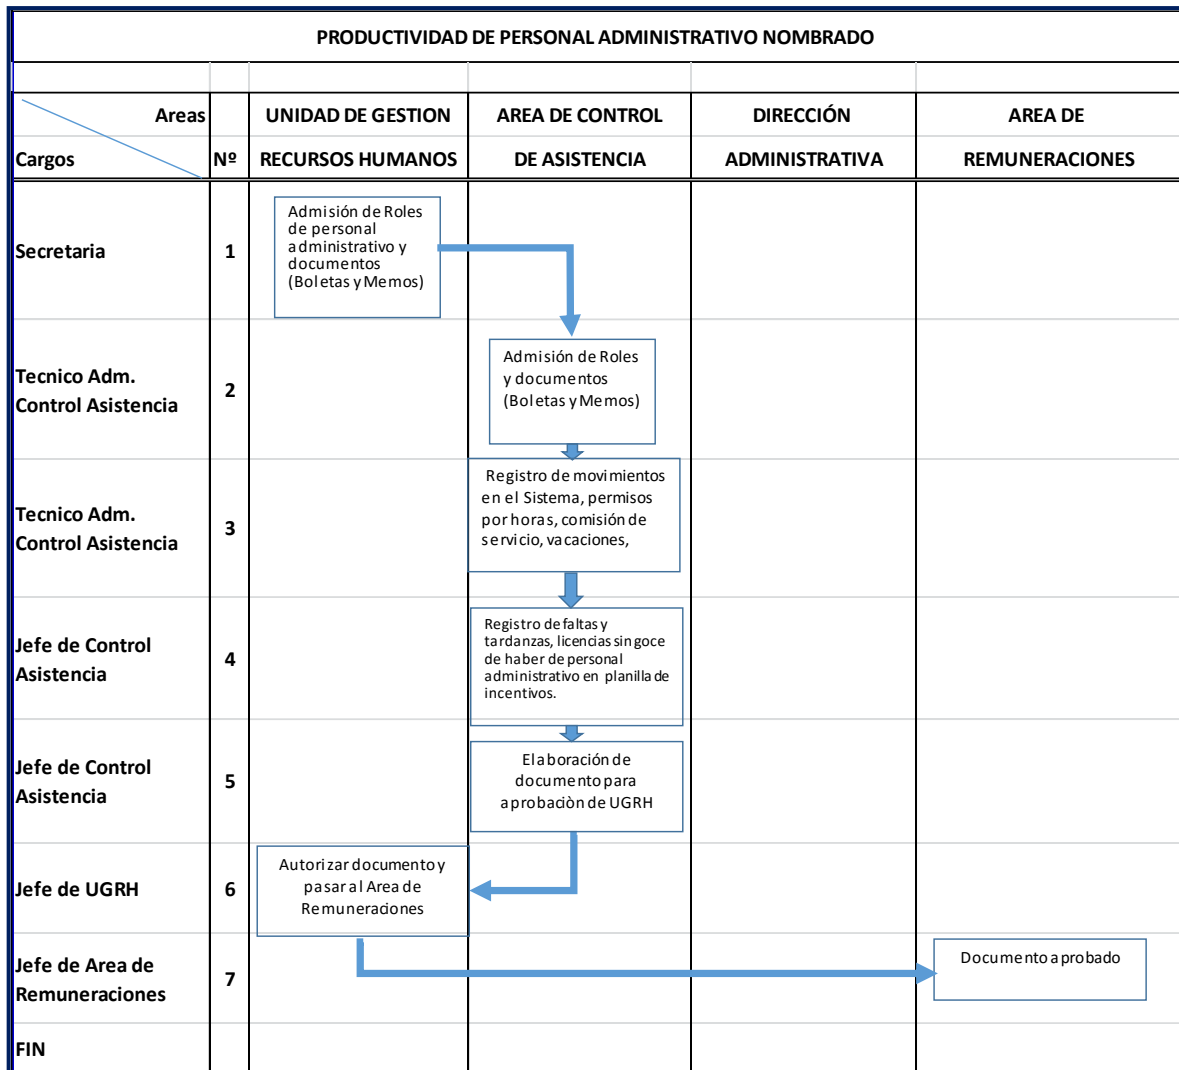 PRODUCTIVIDAD DE PERSONAL ADMINISTRATIVO NOMBRADO
Areas
Cargos
Nº
UNIDAD DE GESTION
RECURSOS HUMANOS
AREA DE CONTROL
DE ASISTENCIA
DIRECCIÓN
ADMINISTRATIVA
AREA DE
REMUNERACIONES
Secretaria
1
Admisión de Roles
de personal
administrativo y
documentos
(Boletas y Memos)
Tecnico Adm.
Control Asistencia
2
Admisión de Roles
y documentos
(Boletas y Memos)
Tecnico Adm.
Control Asistencia
3
Registro de movimientos
en el Sistema, permisos
por horas, comisión de
servicio, vacaciones,
Jefe de Control
Asistencia
4
Registro de faltas y
tardanzas, licencias sin goce
de haber de personal
administrativo en planilla de
incentivos.
Jefe de Control
Asistencia
5
Elaboración de
documento para
aprobaciòn de UGRH
Jefe de UGRH
6
Autorizar documento y
pasar al Area de
Remuneraciones
Jefe de Area de
Remuneraciones
7
Documento aprobado
FIN